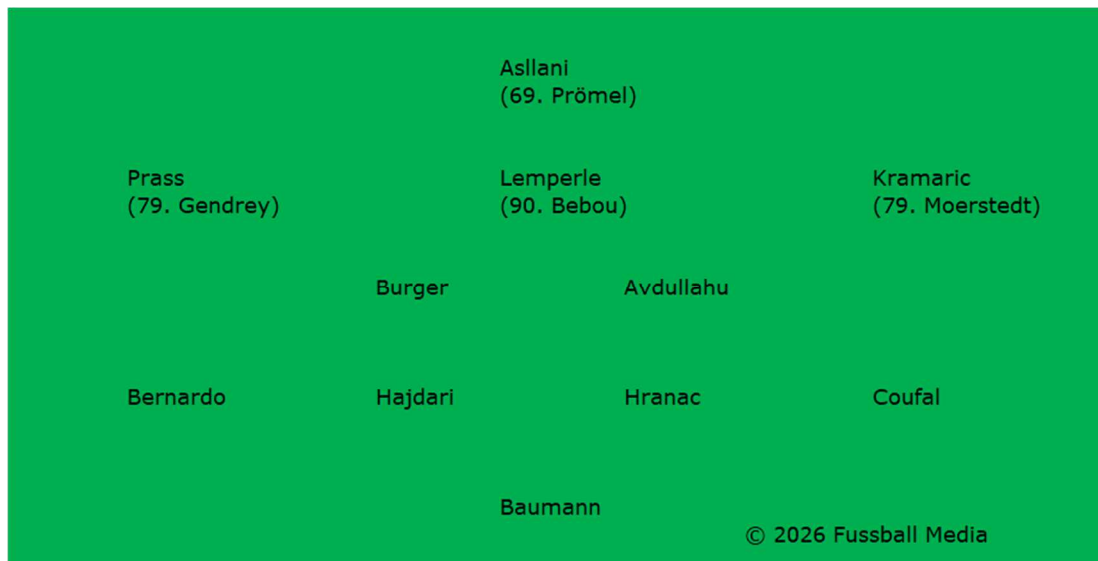 Asllani
(69. Prömel)
Prass
(79. Gendrey)
Lemperle
(90. Bebou)
Kramaric
(79. Moerstedt)
Burger
Avdullahu
Bernardo
Hajdari
Hranac
Coufal
Baumann
© 2026 Fussball Media